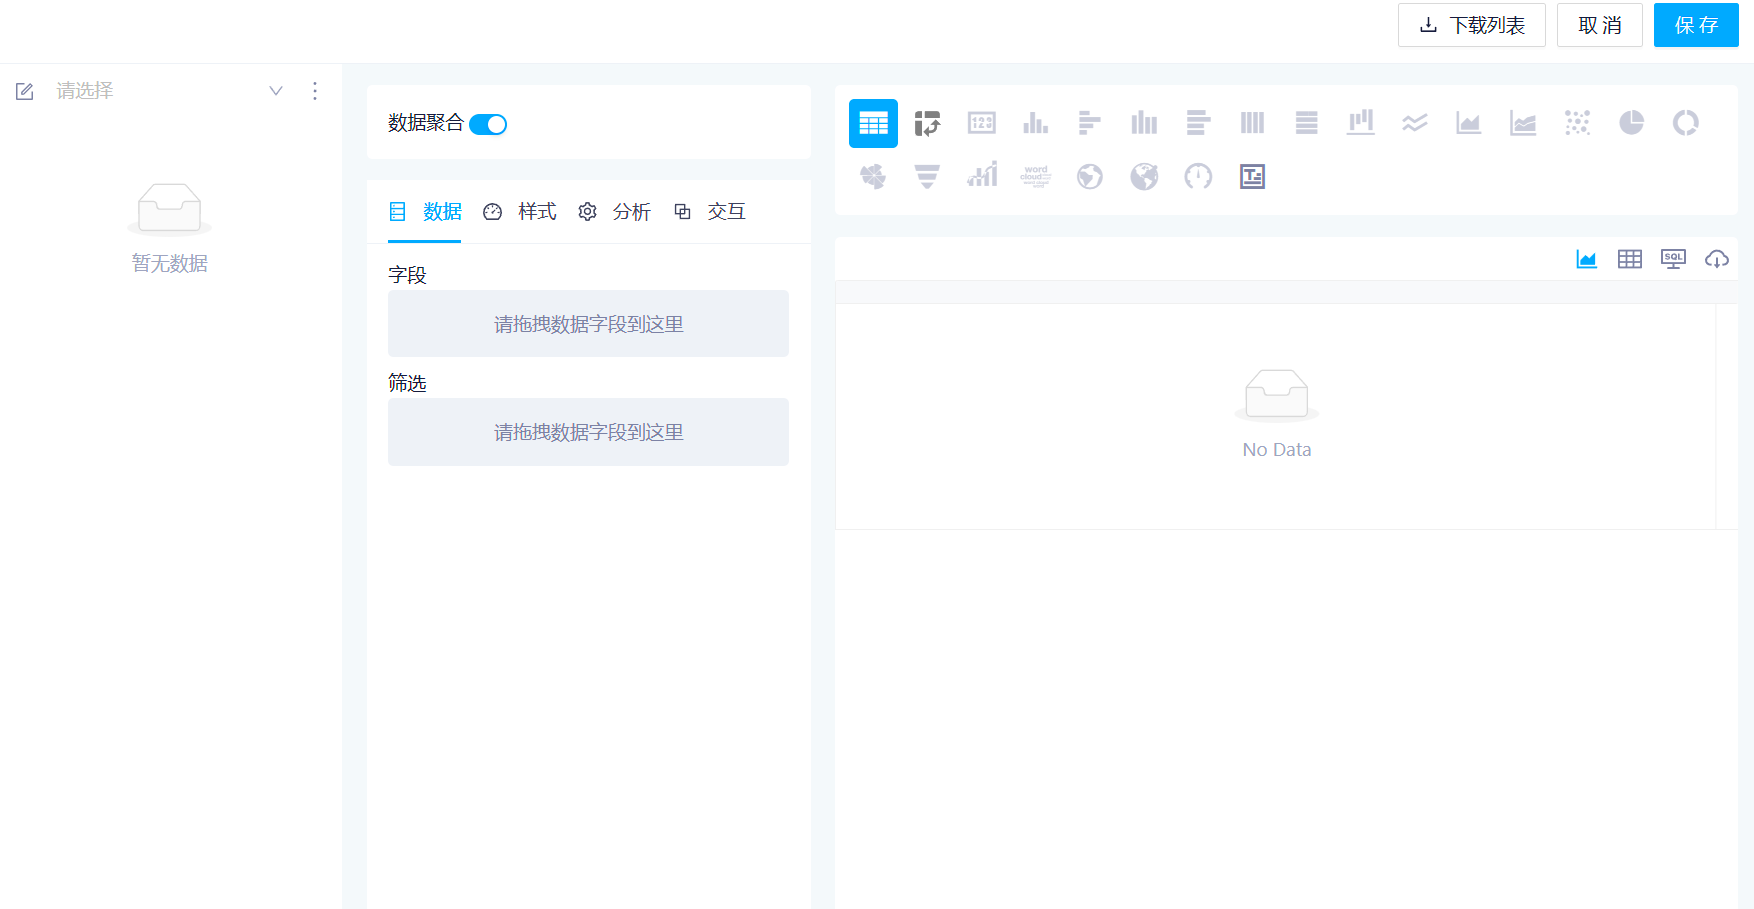 下载列表
取 消
保 存
请选择
暂无数据
数据聚合
数据
样式
分析
交互
字段
请拖拽数据字段到这里
筛选
请拖拽数据字段到这里
123
word
cloud
SQL
No Data